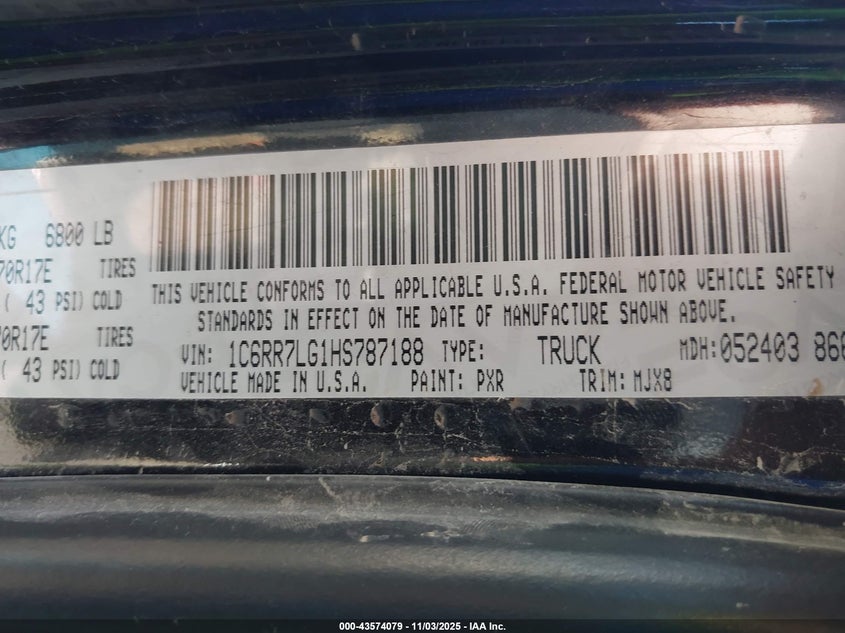 KG 6800 LB
70R17E TIRES
( 43 PSI) COLD
70R17E TIRES
( 43 PSI) COLD
THIS VEHICLE CONFORMS TO ALL APPLICABLE U.S.A. FEDERAL MOTOR VEHICLE SAFETY
STANDARDS IN EFFECT ON THE DATE OF MANUFACTURE SHOWN ABOVE.
VIN: 1C6RR7LG1HS787188 TYPE: TRUCK MDH: 052403 866
VEHICLE MADE IN U.S.A. PAINT: PXR TRIM: MJX8
000-43574079 - 11/03/2025 - IAA Inc.